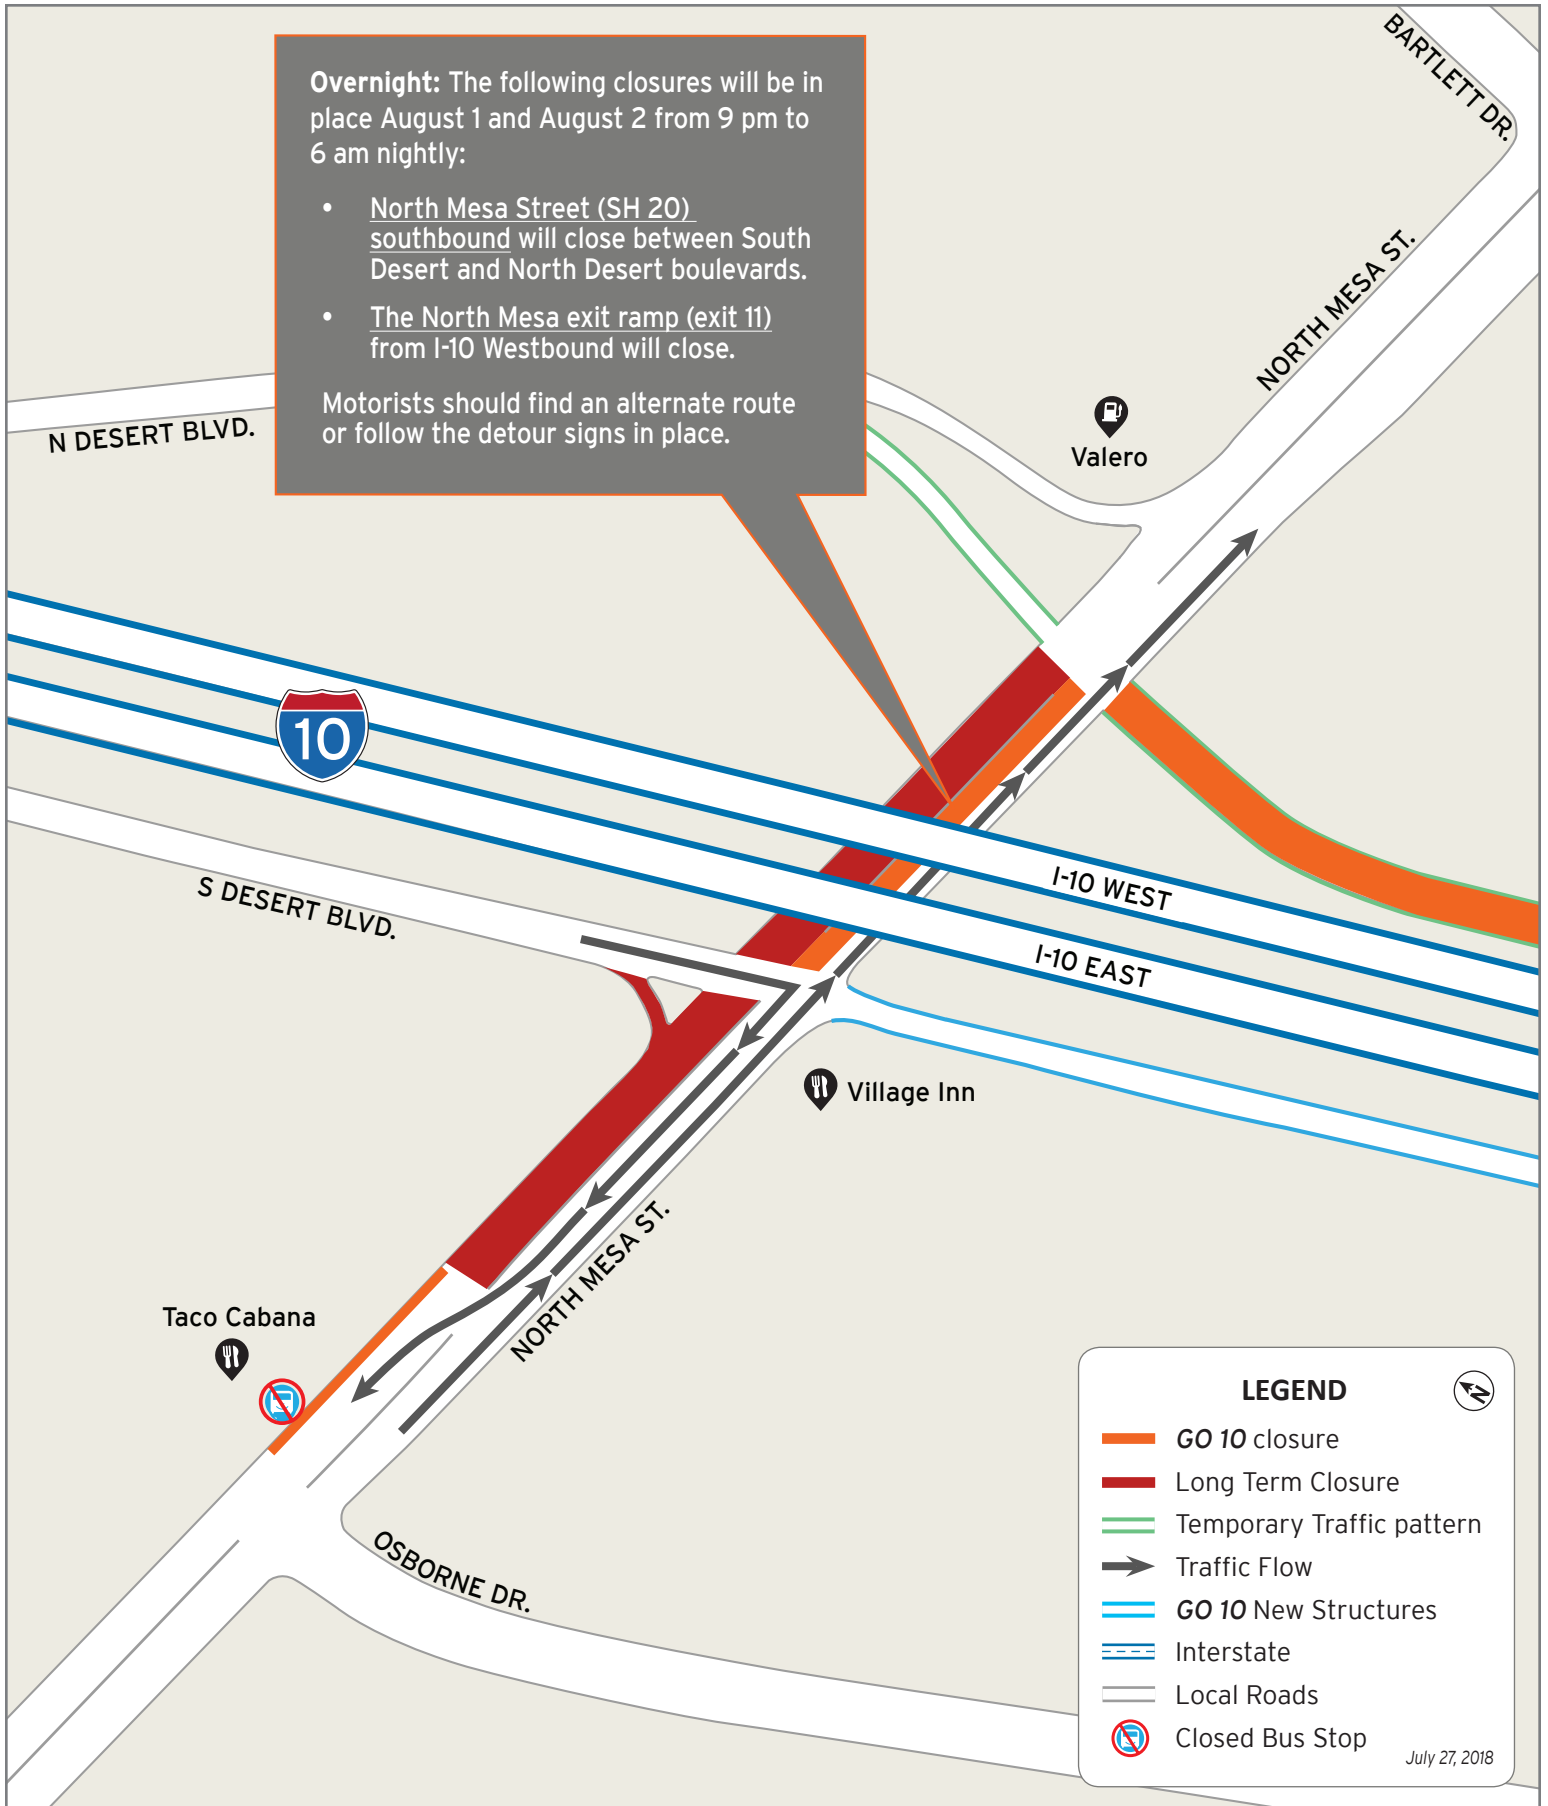 BARTLETT DR.
Overnight: The following closures will be in
place August 1 and August 2 from 9 pm to
6 am nightly:
• North Mesa Street (SH 20)
southbound will close between South
Desert and North Desert boulevards.
• The North Mesa exit ramp (exit 11)
from I-10 Westbound will close.
Motorists should find an alternate route
or follow the detour signs in place.
NORTH MESA ST.
N DESERT BLVD.
Valero
10
I-10 WEST
S DESERT BLVD.
I-10 EAST
Village Inn
NORTH MESA ST.
Taco Cabana
OSBORNE DR.
LEGEND
N
GO 10 closure
Long Term Closure
Temporary Traffic pattern
Traffic Flow
GO 10 New Structures
Interstate
Local Roads
Closed Bus Stop
July 27, 2018